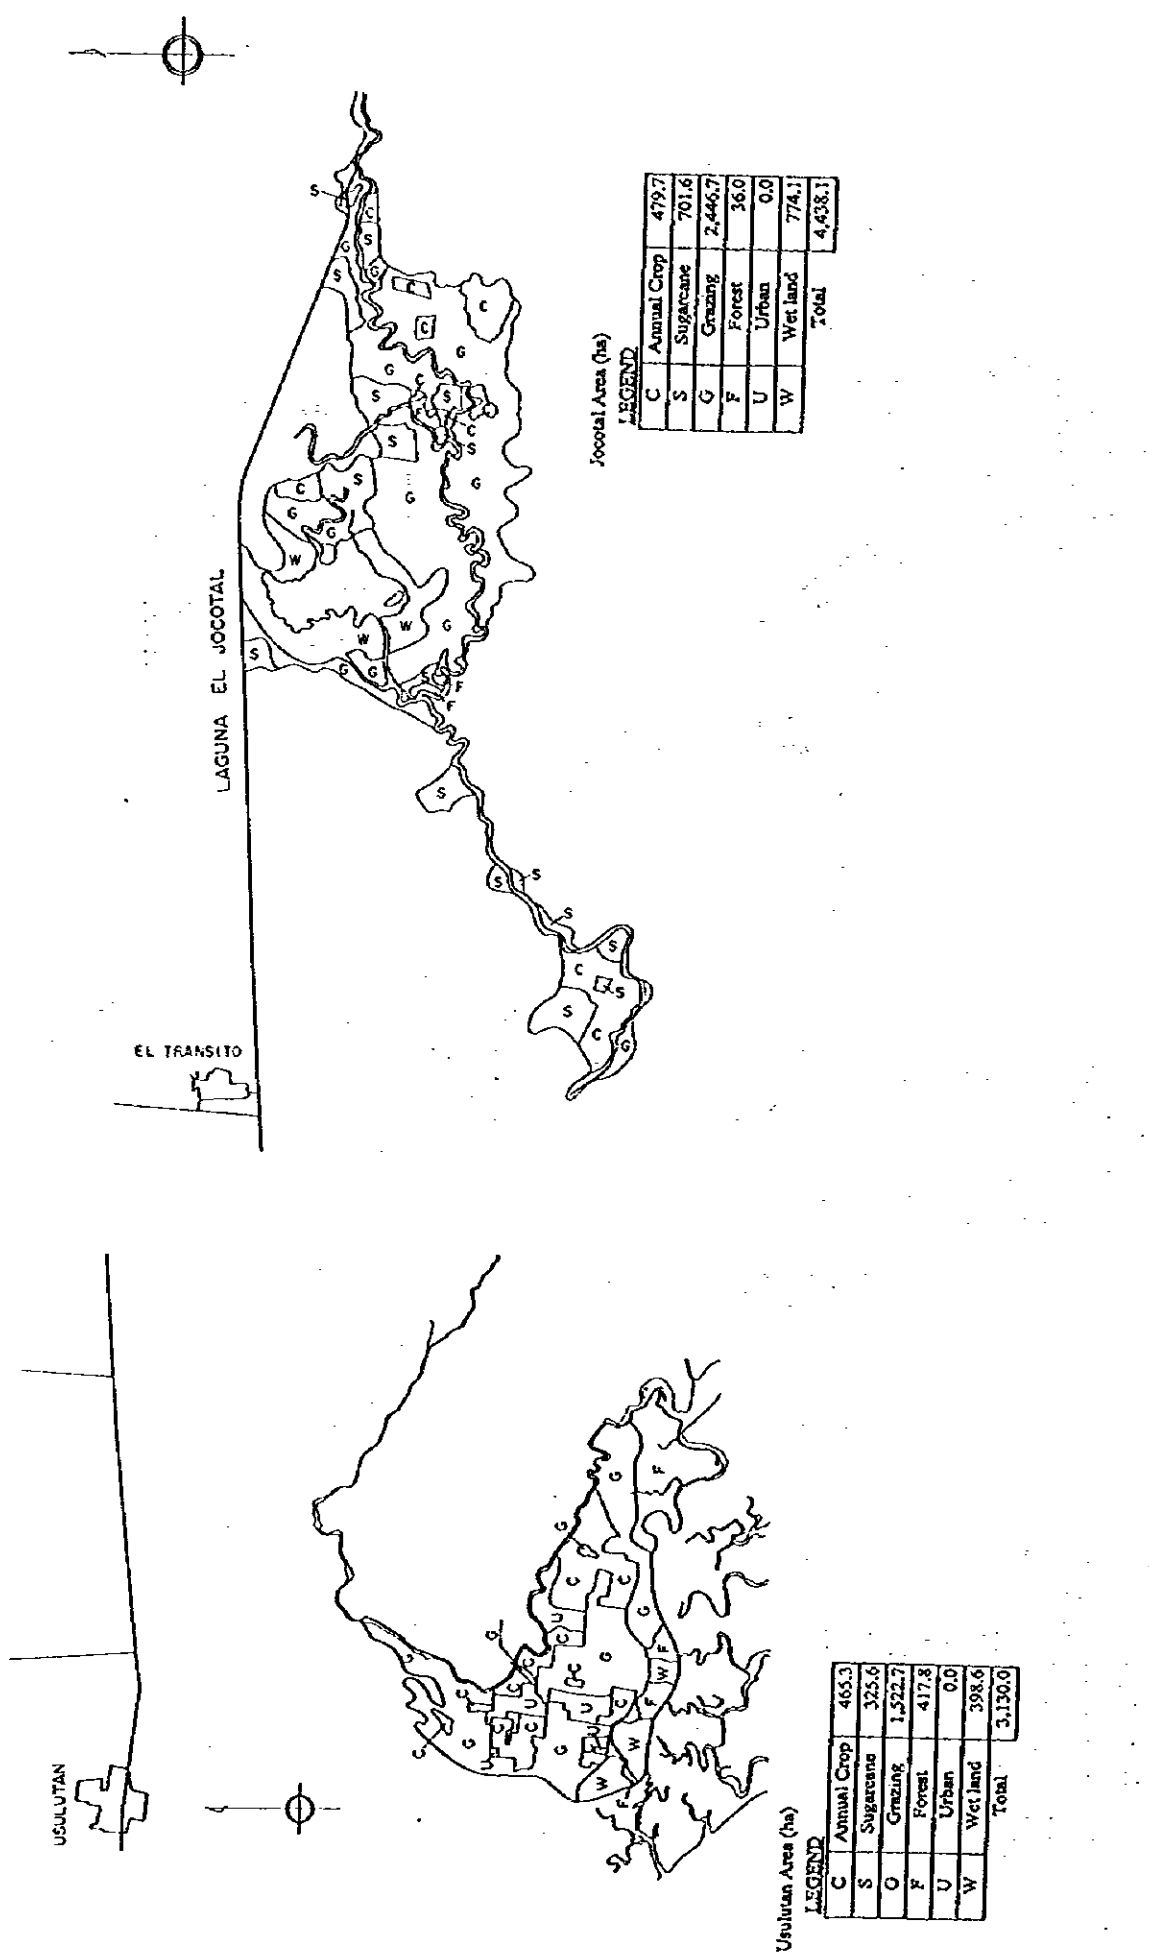 LAGUNA EL JOCOTAL
EL TRANSITO
S
G
S
C
S
G
C
C
C
G
G
S
C
S
C
S
S
G
G
C
S
G
G
W
W
W
G
S
G
G
S
F
F
S
S
S
S
S
C
S
S
C
G
Jocotal Area (ha)
LEGEND
C Annual Crop 479.7
S Sugarcane 701.6
G Grazing 2,446.7
F Forest 36.0
U Urban 0.0
W Wet land 774.1
Total 4,438.1
USULUTAN
G
F
G
C
C
G
U
C
G
C
C
G
F
W
F
C
U
U
C
C
U
C
C
G
G
C
U
W
W
F
Usulutan Area (ha)
LEGEND
C Annual Crop 465.3
S Sugarcane 325.6
G Grazing 1,522.7
F Forest 417.8
U Urban 0.0
W Wet land 398.6
Total 3,130.0